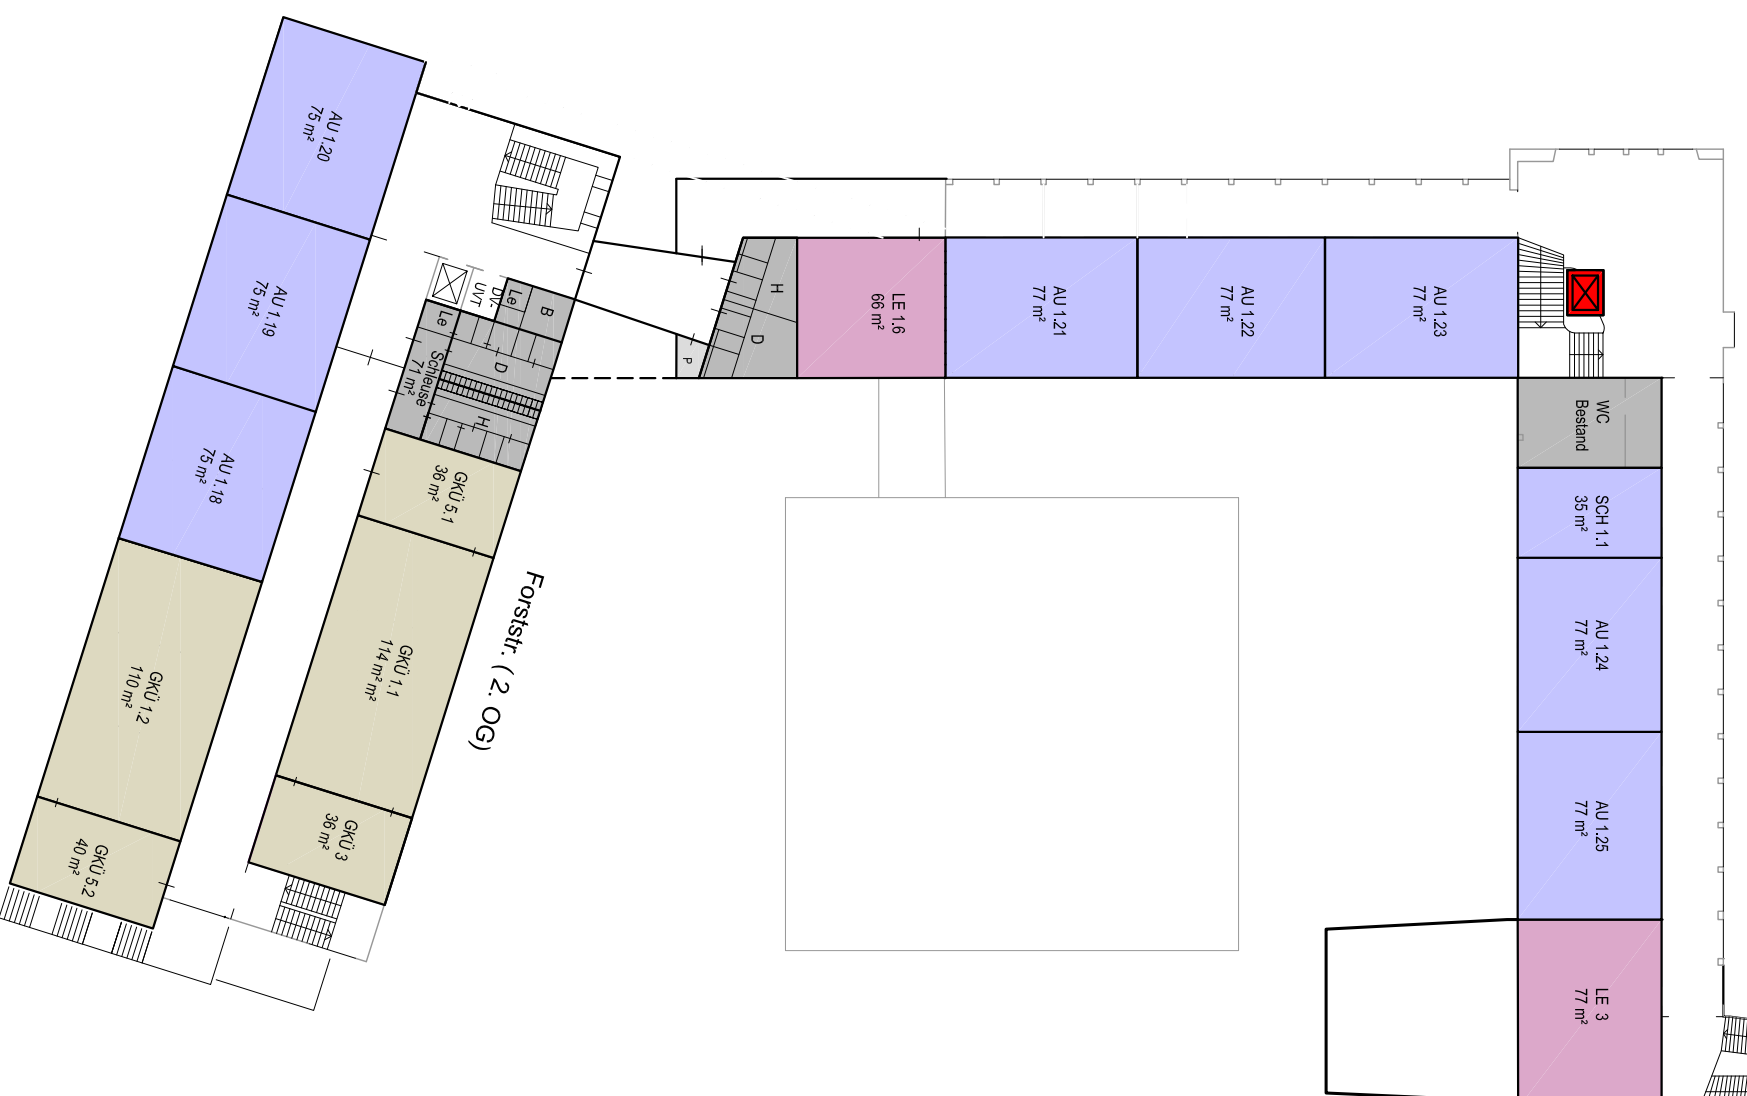 AU 1.20
75 m²
AU 1.19
75 m²
AU 1.18
75 m²
GKÜ 1.2
110 m²
GKÜ 5.2
40 m²
DV-
UVT
Le
B
Le
D
Schleuse
71 m²
H
GKÜ 5.1
36 m²
GKÜ 1.1
114 m² m²
GKÜ 3
36 m²
Forststr. ( 2. OG)
H
D
P
LE 1.6
66 m²
AU 1.21
77 m²
AU 1.22
77 m²
AU 1.23
77 m²
WC
Bestand
SCH 1.1
35 m²
AU 1.24
77 m²
AU 1.25
77 m²
LE 3
77 m²